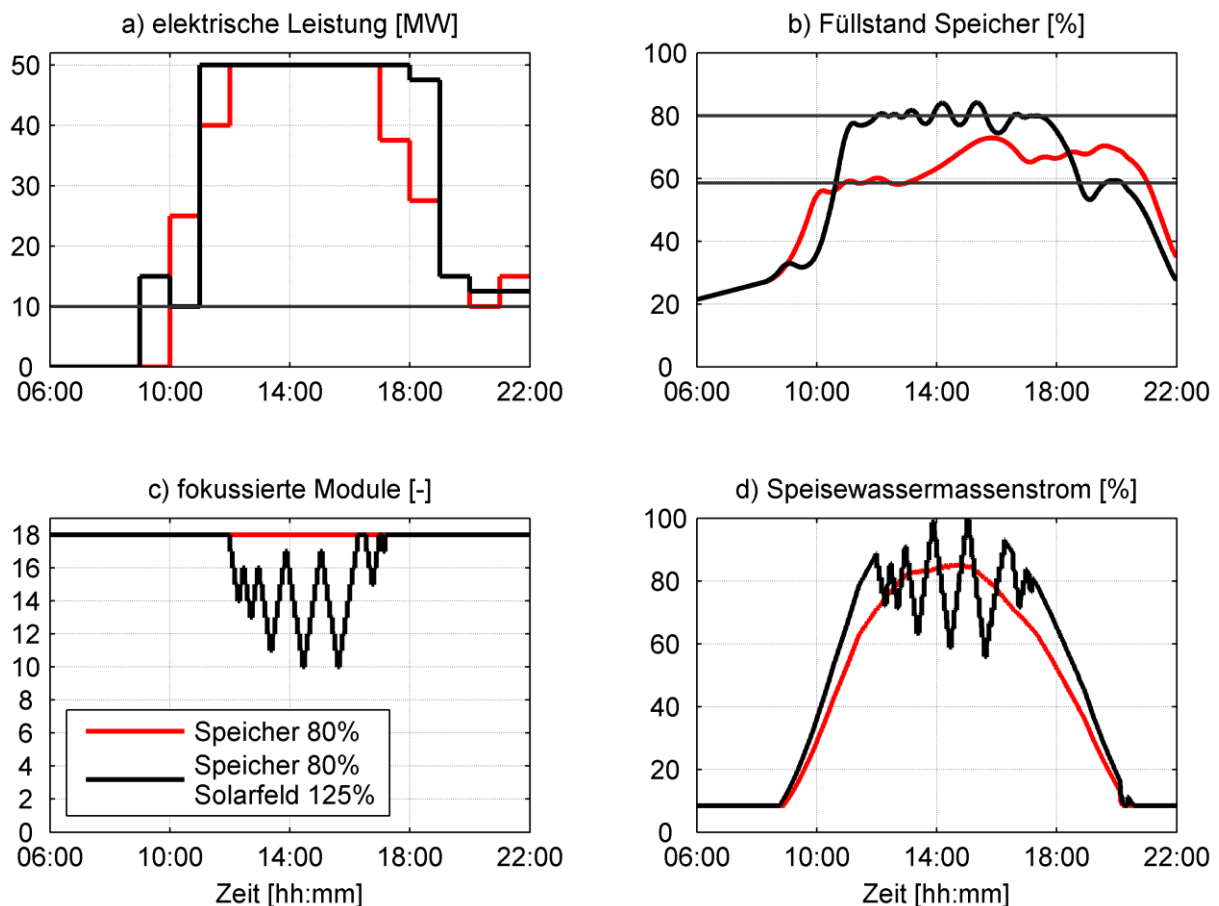 a) elektrische Leistung [MW]
50
40
30
20
10
0
06:00 10:00 14:00 18:00 22:00
b) Füllstand Speicher [%]
100
80
60
40
20
0
06:00 10:00 14:00 18:00 22:00
c) fokussierte Module [-]
18
16
14
12
10
8
6
4
2
0
Speicher 80%
Speicher 80%
Solarfeld 125%
06:00 10:00 14:00 18:00 22:00
Zeit [hh:mm]
d) Speisewassermassenstrom [%]
100
80
60
40
20
0
06:00 10:00 14:00 18:00 22:00
Zeit [hh:mm]